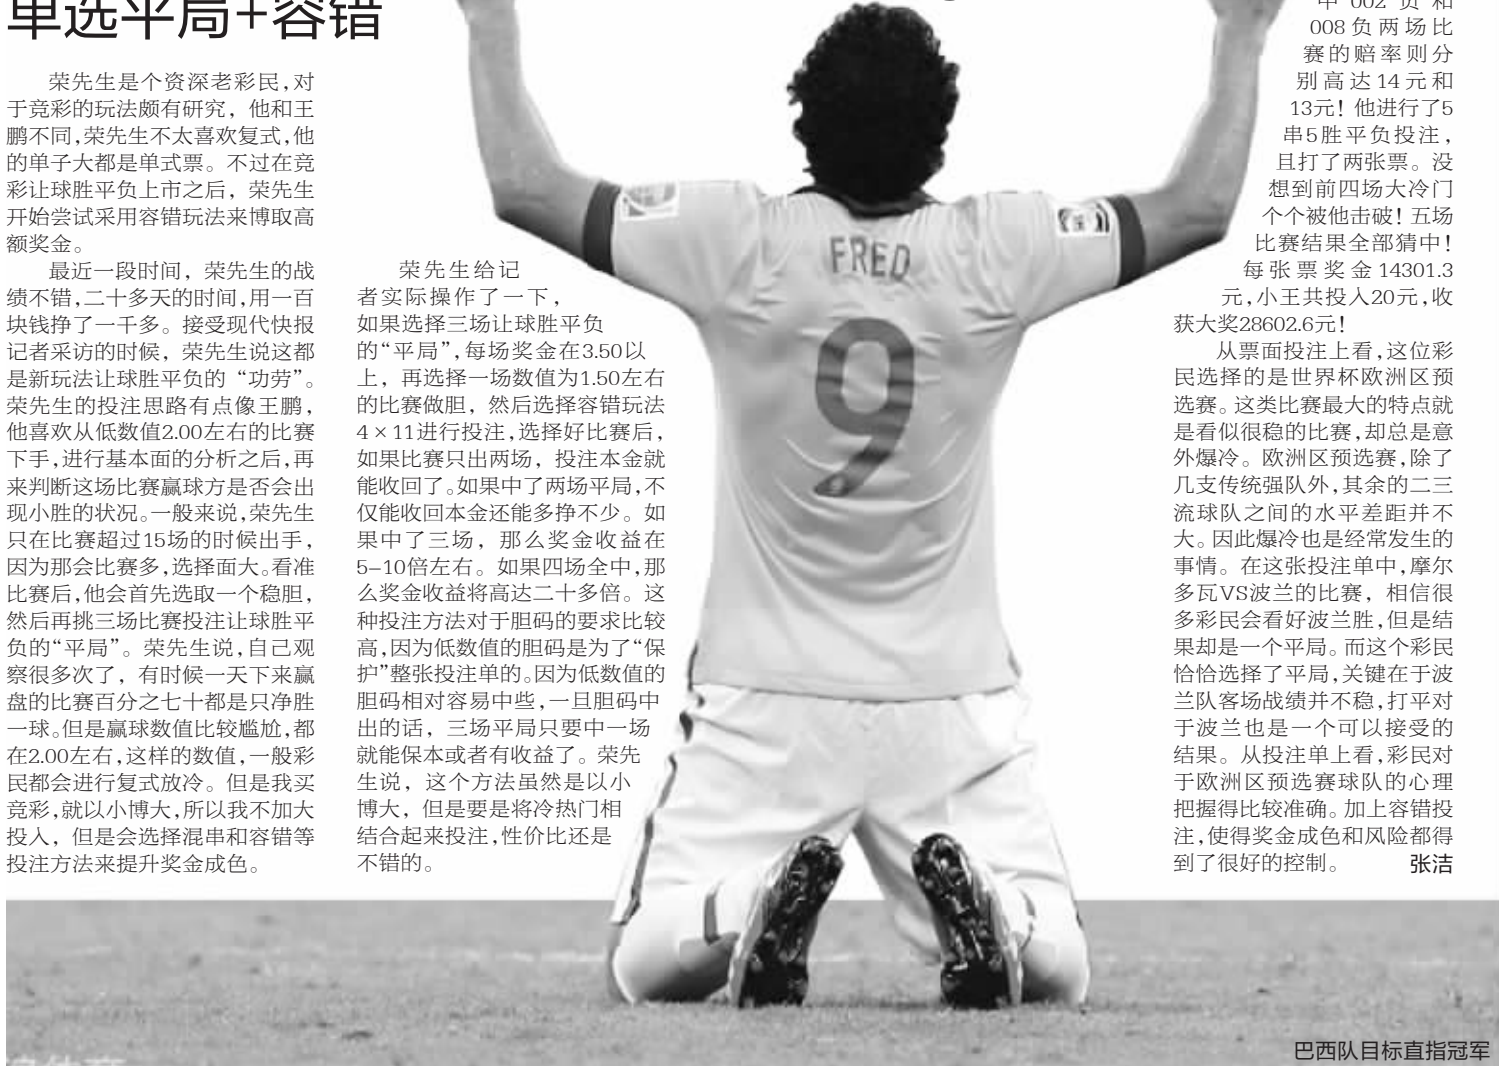 单选平局+容错
荣先生是个资深老彩民,对
于竞彩的玩法颇有研究，他和王
鹏不同,荣先生不太喜欢复式,他
的单子大都是单式票。不过在竞
彩让球胜平负上市之后，荣先生
开始尝试采用容错玩法来博取高
额奖金。
最近一段时间，荣先生的战
绩不错,二十多天的时间,用一百
块钱挣了一千多。接受现代快报
记者采访的时候，荣先生说这都
是新玩法让球胜平负的“功劳”。
荣先生的投注思路有点像王鹏，
他喜欢从低数值2.00左右的比赛
下手,进行基本面的分析之后,再
来判断这场比赛赢球方是否会出
现小胜的状况。一般来说,荣先生
只在比赛超过15场的时候出手，
因为那会比赛多,选择面大。看准
比赛后,他会首先选取一个稳胆，
然后再挑三场比赛投注让球胜平
负的“平局”。荣先生说,自己观
察很多次了，有时候一天下来赢
盘的比赛百分之七十都是只净胜
一球。但是赢球数值比较尴尬,都
在2.00左右,这样的数值,一般彩
民都会进行复式放冷。但是我买
竞彩,就以小博大,所以我不加大
投入，但是会选择混串和容错等
投注方法来提升奖金成色。
荣先生给记
者实际操作了一下，
如果选择三场让球胜平负
的“平局”,每场奖金在3.50以
上，再选择一场数值为1.50左右
的比赛做胆，然后选择容错玩法
4×11进行投注,选择好比赛后，
如果比赛只出两场，投注本金就
能收回了。如果中了两场平局,不
仅能收回本金还能多挣不少。如
果中了三场，那么奖金收益在
5–10倍左右。如果四场全中,那
么奖金收益将高达二十多倍。这
种投注方法对于胆码的要求比较
高,因为低数值的胆码是为了“保
护”整张投注单的。因为低数值的
胆码相对容易中些,一旦胆码中
出的话，三场平局只要中一场
就能保本或者有收益了。荣先
生说，这个方法虽然是以小
博大，但是要是将冷热门相
结合起来投注,性价比还是
不错的。
中002负和
008负两场比
赛的赔率则分
别高达14元和
13元！他进行了5
串5胜平负投注，
且打了两张票。没
想到前四场大冷门
个个被他击破！五场
比赛结果全部猜中！
每张票奖金14301.3
元,小王共投入20元,收
获大奖28602.6元！
从票面投注上看,这位彩
民选择的是世界杯欧洲区预
选赛。这类比赛最大的特点就
是看似很稳的比赛,却总是意
外爆冷。欧洲区预选赛,除了
几支传统强队外,其余的二三
流球队之间的水平差距并不
大。因此爆冷也是经常发生的
事情。在这张投注单中,摩尔
多瓦VS波兰的比赛，相信很
多彩民会看好波兰胜,但是结
果却是一个平局。而这个彩民
恰恰选择了平局,关键在于波
兰队客场战绩并不稳,打平对
于波兰也是一个可以接受的
结果。从投注单上看,彩民对
于欧洲区预选赛球队的心理
把握得比较准确。加上容错投
注,使得奖金成色和风险都得
到了很好的控制。 张洁
FRED
9
巴西队目标直指冠军